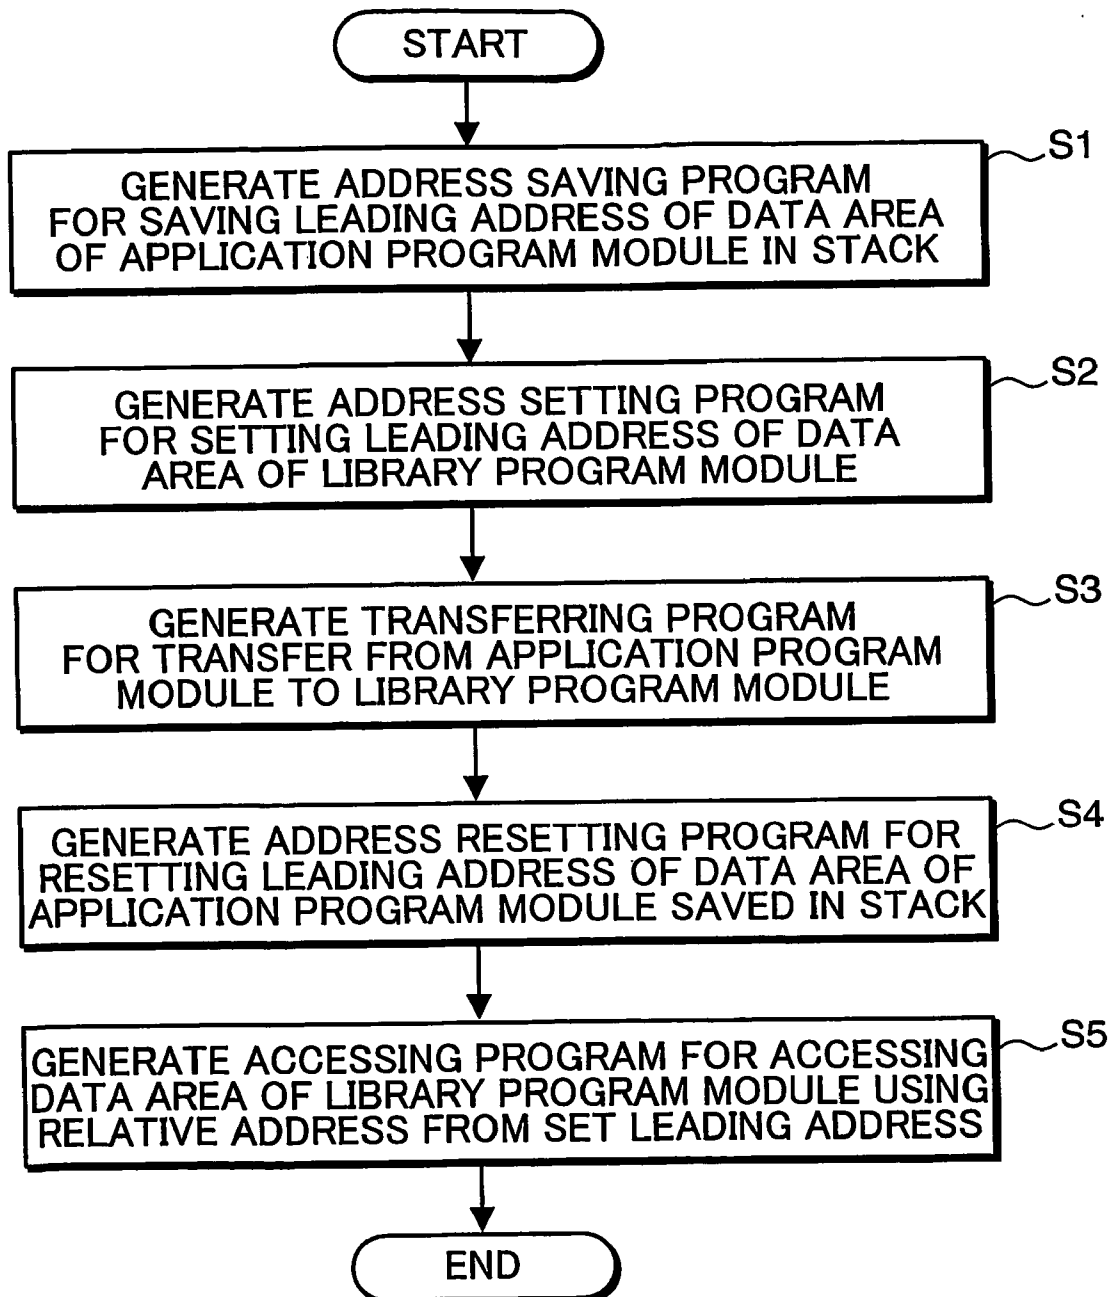 START
S1
GENERATE ADDRESS SAVING PROGRAM
FOR SAVING LEADING ADDRESS OF DATA AREA
OF APPLICATION PROGRAM MODULE IN STACK
S2
GENERATE ADDRESS SETTING PROGRAM
FOR SETTING LEADING ADDRESS OF DATA
AREA OF LIBRARY PROGRAM MODULE
S3
GENERATE TRANSFERRING PROGRAM
FOR TRANSFER FROM APPLICATION PROGRAM
MODULE TO LIBRARY PROGRAM MODULE
S4
GENERATE ADDRESS RESETTING PROGRAM FOR
RESETTING LEADING ADDRESS OF DATA AREA OF
APPLICATION PROGRAM MODULE SAVED IN STACK
S5
GENERATE ACCESSING PROGRAM FOR ACCESSING
DATA AREA OF LIBRARY PROGRAM MODULE USING
RELATIVE ADDRESS FROM SET LEADING ADDRESS
END